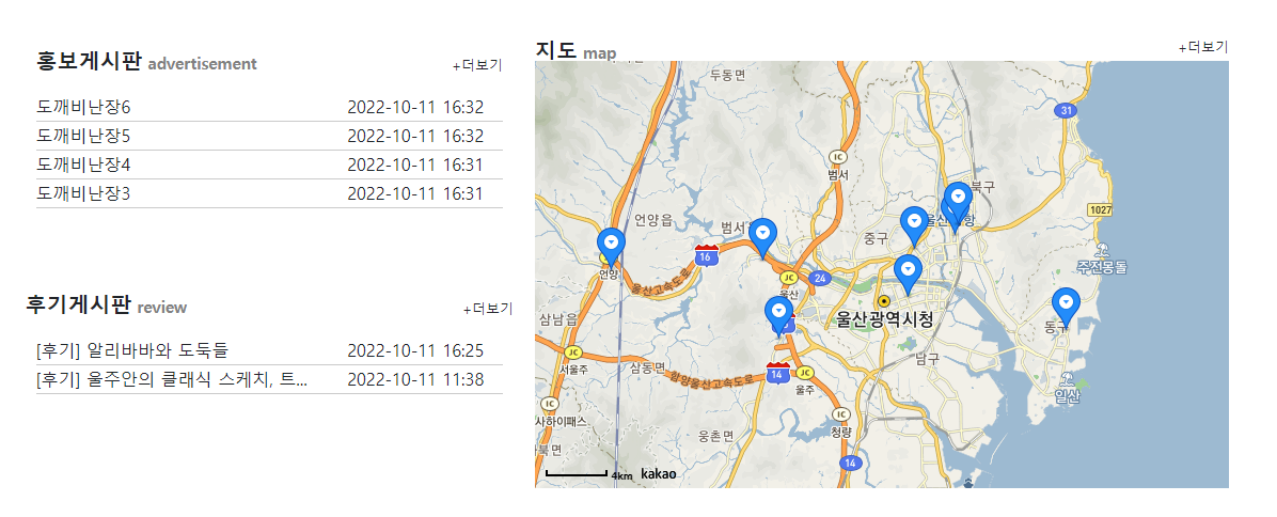 홍보게시판 advertisement
+더보기
도깨비난장6 2022-10-11 16:32
도깨비난장5 2022-10-11 16:32
도깨비난장4 2022-10-11 16:31
도깨비난장3 2022-10-11 16:31
후기게시판 review
+더보기
[후기] 알리바바와 도둑들 2022-10-11 16:25
[후기] 울주안의 클래식 스케치, 트... 2022-10-11 11:38
지도 map
+더보기
두동면
31
IC
범서
북구
1027
언양읍
범서
중구
울산
16
주전몽돌
언양
울산고속도로
JC
24
울산
삼남읍
울산광역시청
동구
JC
서울주
삼동면
함양울산고속도로
14
JC
울주
남구
일산
IC
사하이패스
IC
청량
웅촌면
북면
14
4km kakao